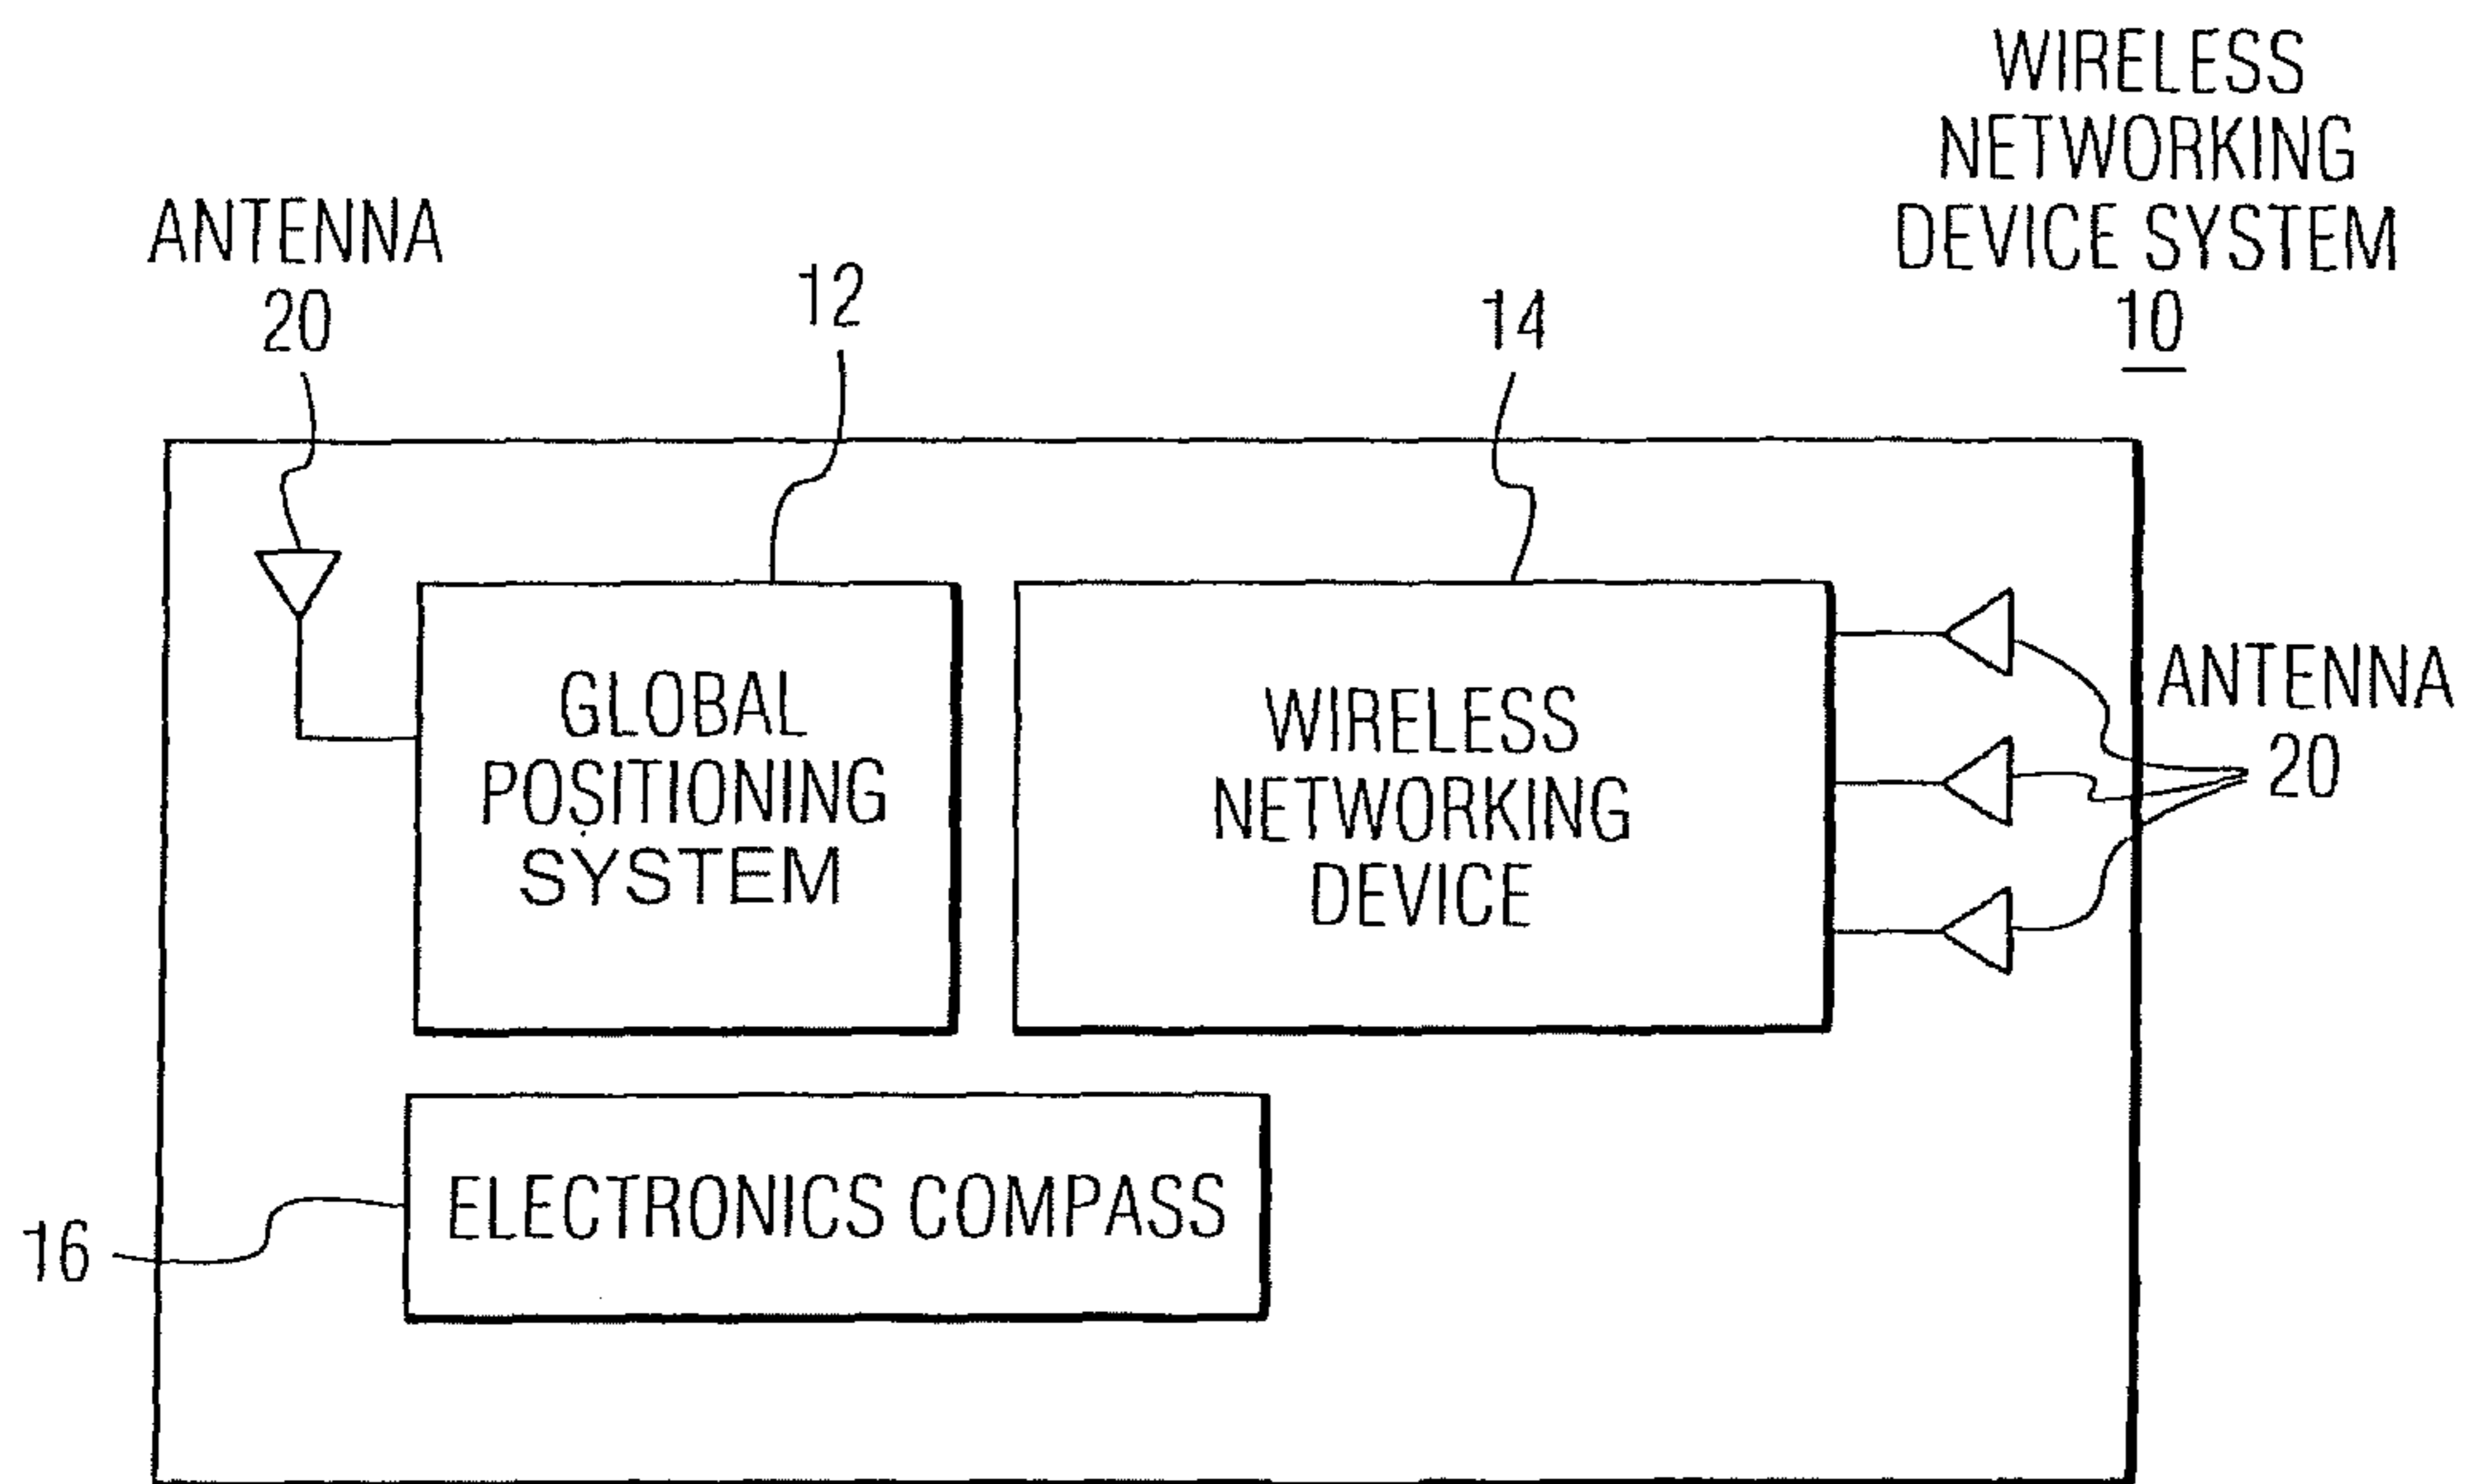 WIRELESS
NETWORKING
DEVICE SYSTEM
10
ANTENNA
20
12
14
GLOBAL
POSITIONING
SYSTEM
WIRELESS
NETWORKING
DEVICE
ANTENNA
20
ELECTRONICS COMPASS
16